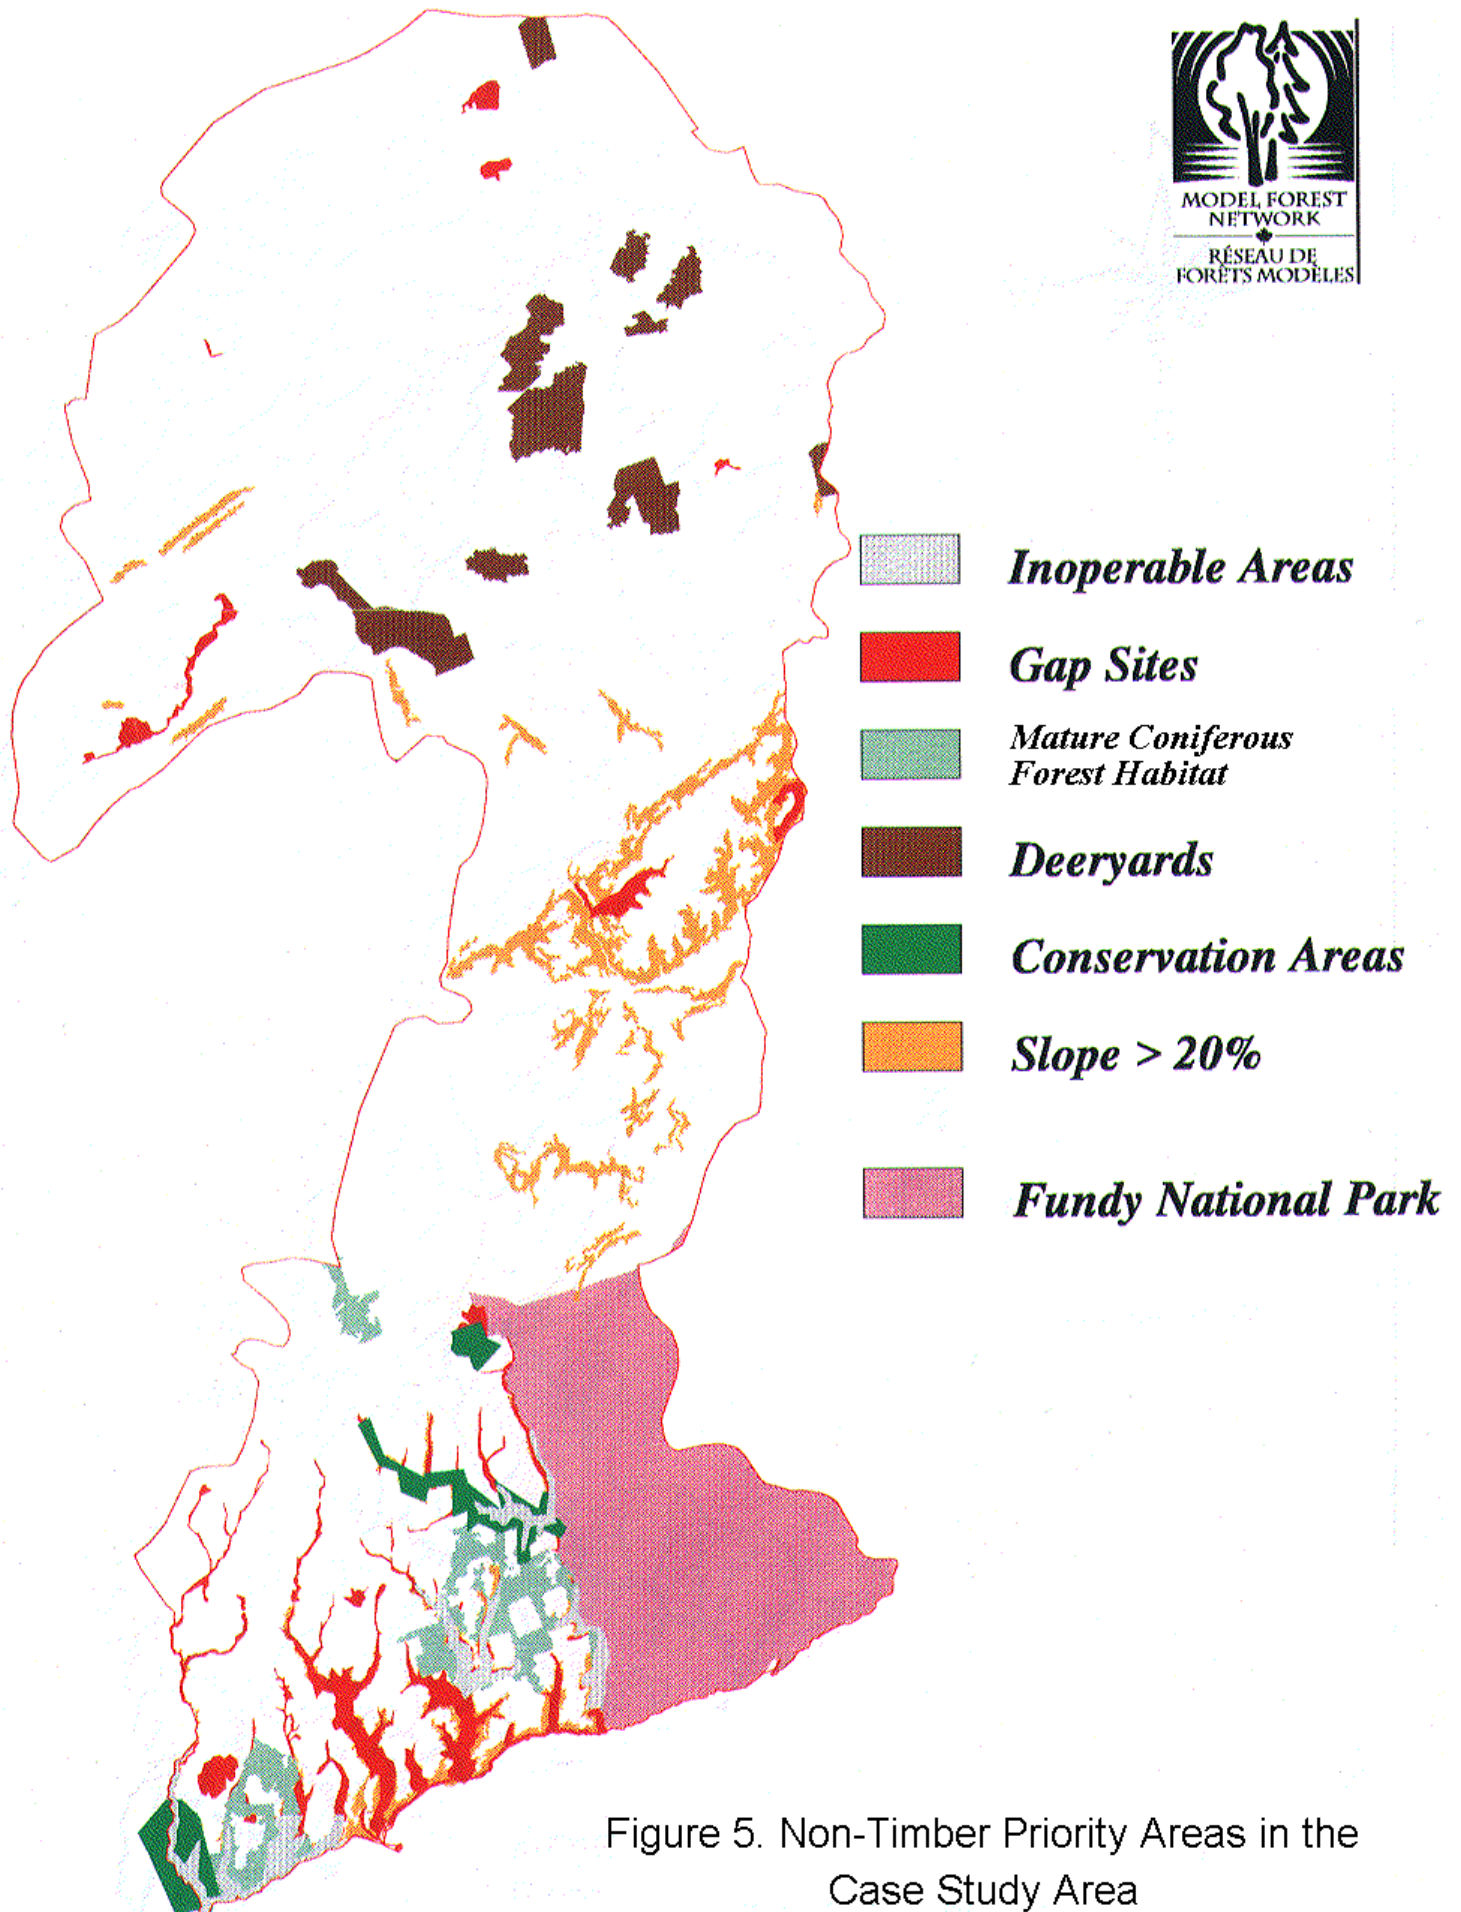 MODEL FOREST
NETWORK
RÉSEAU DE
FORÊTS MODÈLES
Inoperable Areas
Gap Sites
Mature Coniferous
Forest Habitat
Deeryards
Conservation Areas
Slope > 20%
Fundy National Park
Figure 5. Non-Timber Priority Areas in the
Case Study Area